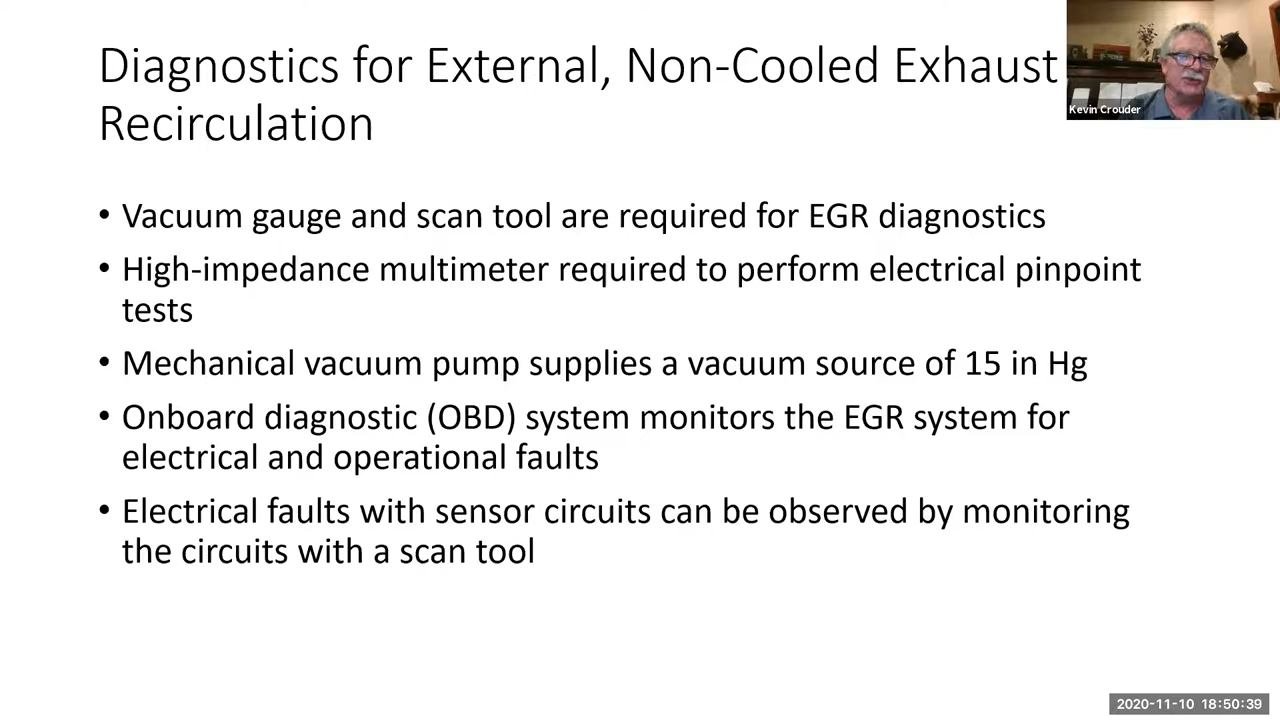 Diagnostics for External, Non-Cooled Exhaust
Recirculation
Kevin Crouder
• Vacuum gauge and scan tool are required for EGR diagnostics
• High-impedance multimeter required to perform electrical pinpoint
tests
• Mechanical vacuum pump supplies a vacuum source of 15 in Hg
• Onboard diagnostic (OBD) system monitors the EGR system for
electrical and operational faults
• Electrical faults with sensor circuits can be observed by monitoring
the circuits with a scan tool
2020-11-10 18:50:39